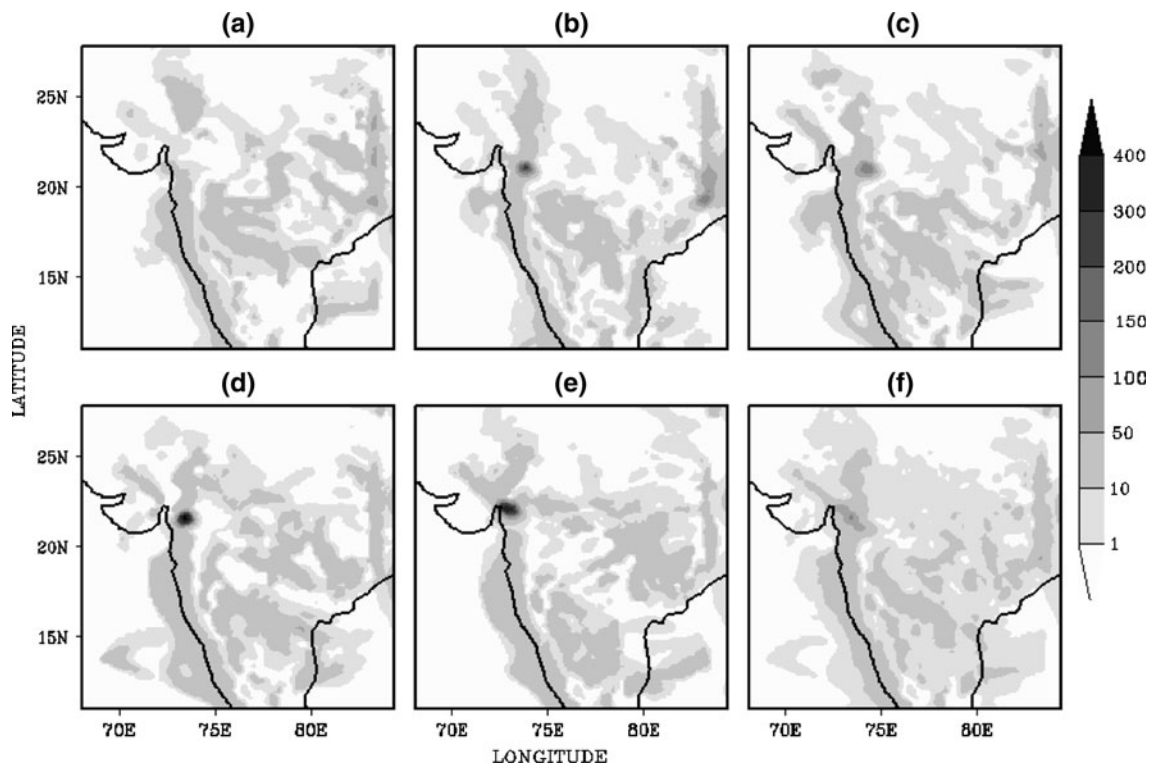 (a) (b) (c)
25N
20N
15N
400
300
200
150
100
50
10
1
LATITUDE
(d) (e) (f)
25N
20N
15N
70E 75E 80E 70E 75E 80E 70E 75E 80E
LONGITUDE